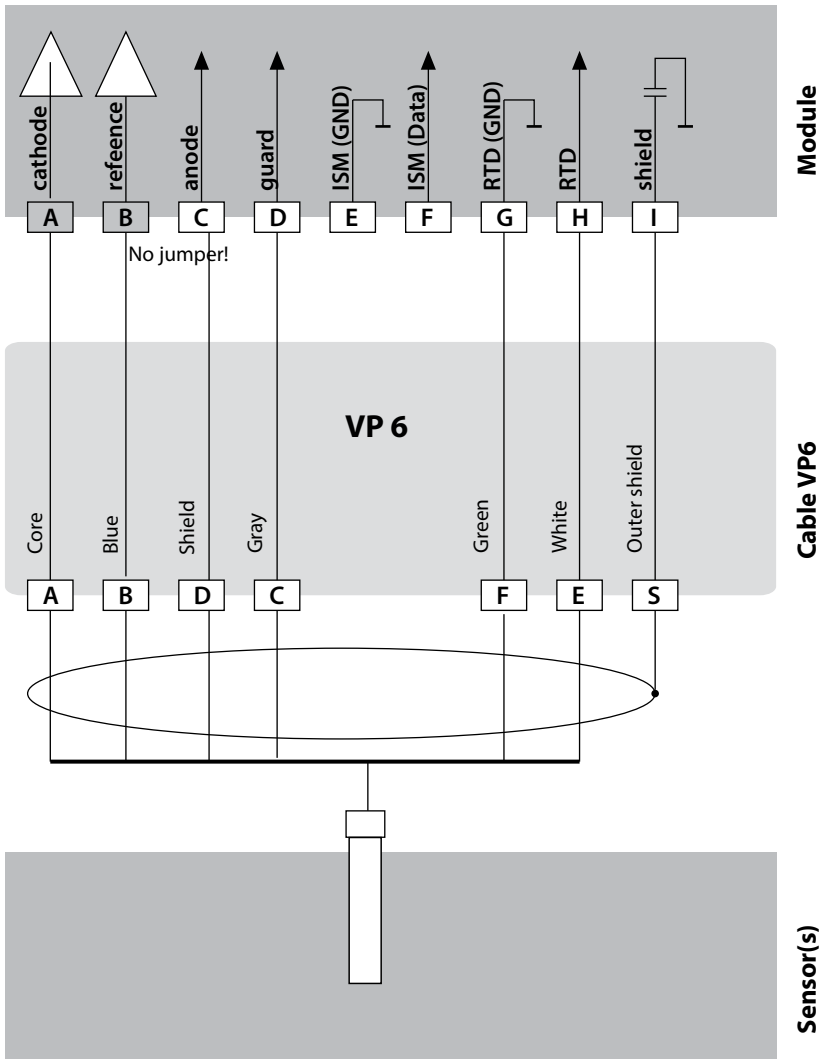 cathode
refeence
anode
guard
ISM (GND)
ISM (Data)
RTD (GND)
RTD
shield
Module
A
B
C
D
E
F
G
H
I
No jumper!
VP 6
Cable VP6
Core
Blue
Shield
Gray
Green
White
Outer shield
A
B
D
C
F
E
S
Sensor(s)